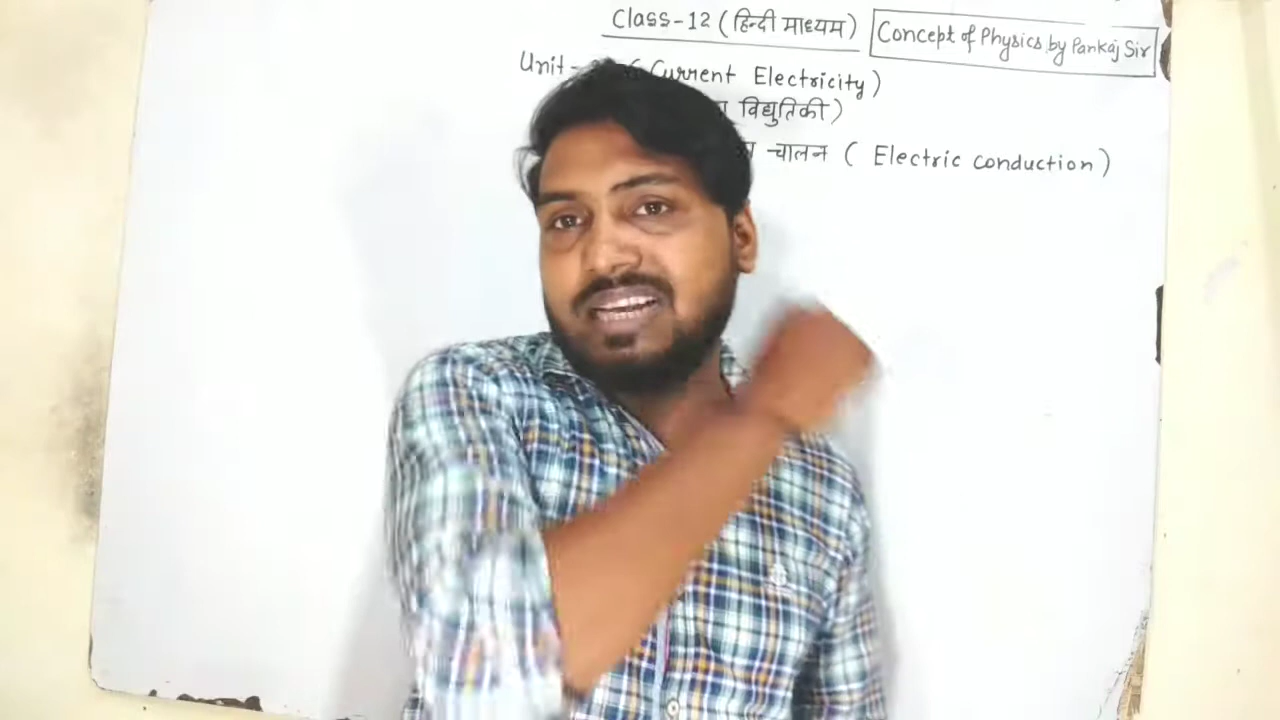 Class-12 (हिन्दी माध्यम)
Concept of Physics by Pankaj Sir
Unit- Current Electricity)
विद्युतिकी)
चालन ( Electric conduction)